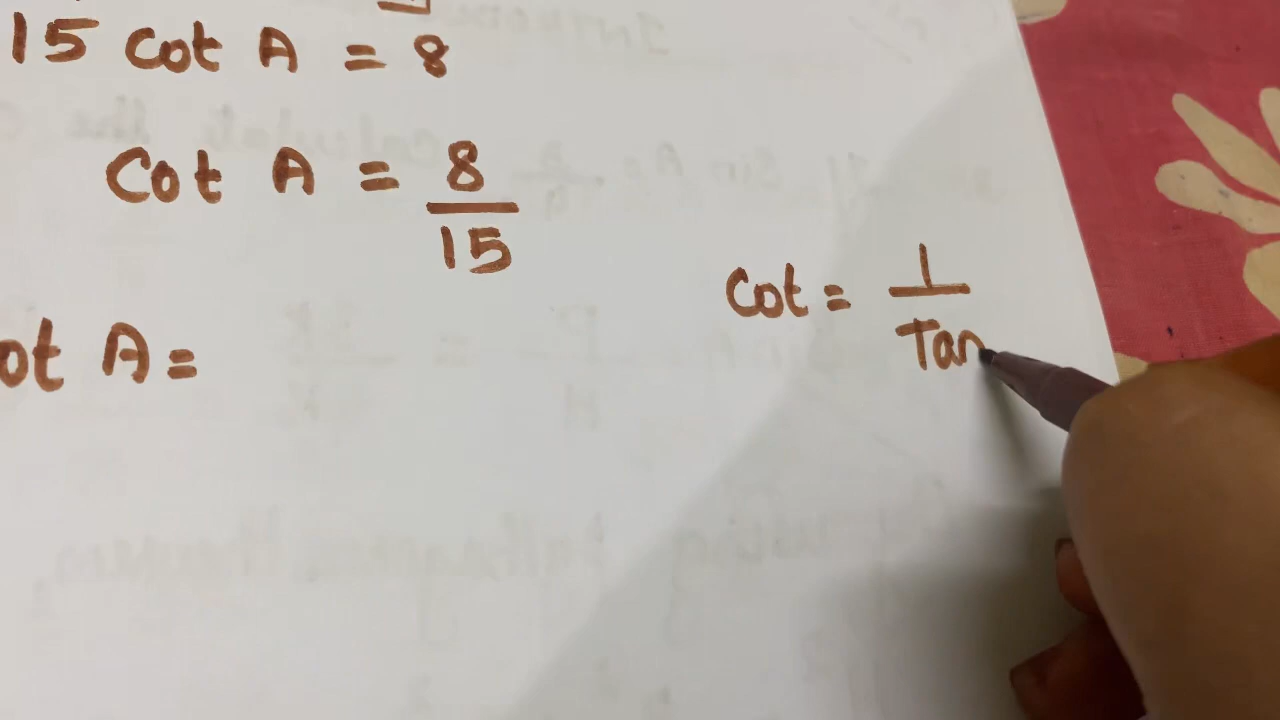 15 cot A = 8
Cot A = 8/15
Cot = 1/Tan
ot A =